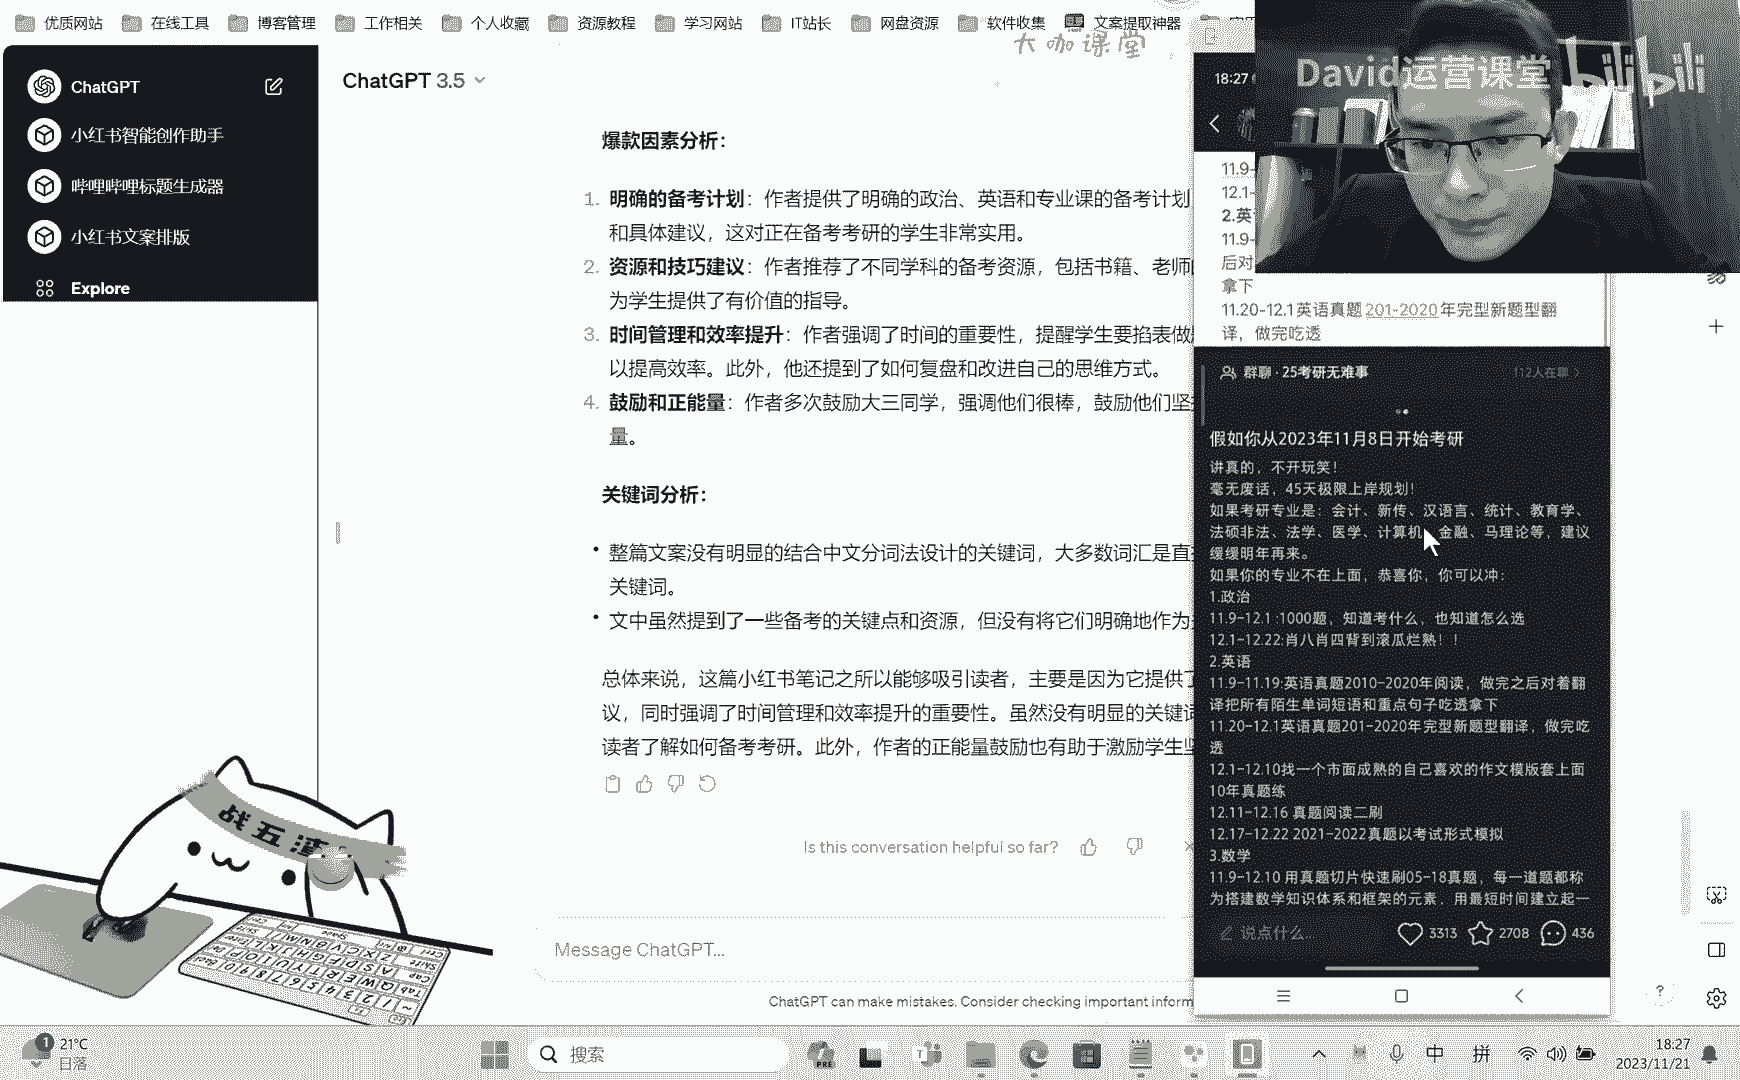 优质网站
在线工具
博客管理
工作相关
个人收藏
资源教程
学习网站
IT站长
网盘资源
软件收集
文案提取神器
大咖课堂
David运营课堂
bilibili
ChatGPT
小红书智能创作助手
哔哩哔哩标题生成器
小红书文案排版
Explore
ChatGPT 3.5
爆款因素分析：
1. 明确的备考计划：作者提供了明确的政治、英语和专业课的备考计划
和具体建议，这对正在备考考研的学生非常实用。
2. 资源和技巧建议：作者推荐了不同学科的备考资源，包括书籍、老师
为学生提供了有价值的指导。
3. 时间管理和效率提升：作者强调了时间的重要性，提醒学生要掐表做
以提高效率。此外，他还提到了如何复盘和改进自己的思维方式。
4. 鼓励和正能量：作者多次鼓励大三同学，强调他们很棒，鼓励他们坚
量。
关键词分析：
• 整篇文案没有明显的结合中文分词法设计的关键词，大多数词汇是直
关键词。
• 文中虽然提到了一些备考的关键点和资源，但没有将它们明确地作为
总体来说，这篇小红书笔记之所以能够吸引读者，主要是因为它提供了
议，同时强调了时间管理和效率提升的重要性。虽然没有明显的关键词
读者了解如何备考考研。此外，作者的正能量鼓励也有助于激励学生坚
Is this conversation helpful so far?
Message ChatGPT...
ChatGPT can make mistakes. Consider checking important inform
18:27
11.9-
12.1-
2.英
11.9-
后对
拿下
11.20-12.1英语真题201-2020年完型新题型翻
译，做完吃透
群聊 · 25考研无难事
112人在聊
假如你从2023年11月8日开始考研
讲真的，不开玩笑！
毫无废话，45天极限上岸规划！
如果考研专业是：会计、新传、汉语言、统计、教育学、
法硕非法、法学、医学、计算机、金融、马理论等，建议
缓缓明年再来。
如果你的专业不在上面，恭喜你，你可以冲：
1.政治
11.9-12.1 :1000题，知道考什么，也知道怎么选
12.1-12.22:肖八肖四背到滚瓜烂熟！！
2.英语
11.9-11.19:英语真题2010-2020年阅读，做完之后对着翻
译把所有陌生单词短语和重点句子吃透拿下
11.20-12.1英语真题201-2020年完型新题型翻译，做完吃
透
12.1-12.10找一个市面成熟的自己喜欢的作文模版套上面
10年真题练
12.11-12.16 真题阅读二刷
12.17-12.22 2021-2022真题以考试形式模拟
3.数学
11.9-12.10 用真题切片快速刷05-18真题，每一道题都称
为搭建数学知识体系和框架的元素，用最短时间建立起一
说点什么...
3313
2708
436
战五渣
1
21°C
日落
搜索
中
拼
18:27
2023/11/21